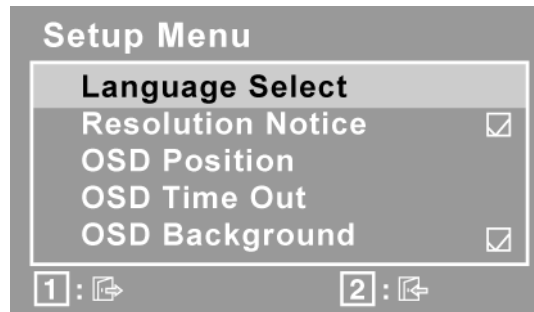 Setup Menu
Language Select
Resolution Notice
OSD Position
OSD Time Out
OSD Background
1 : 2 :